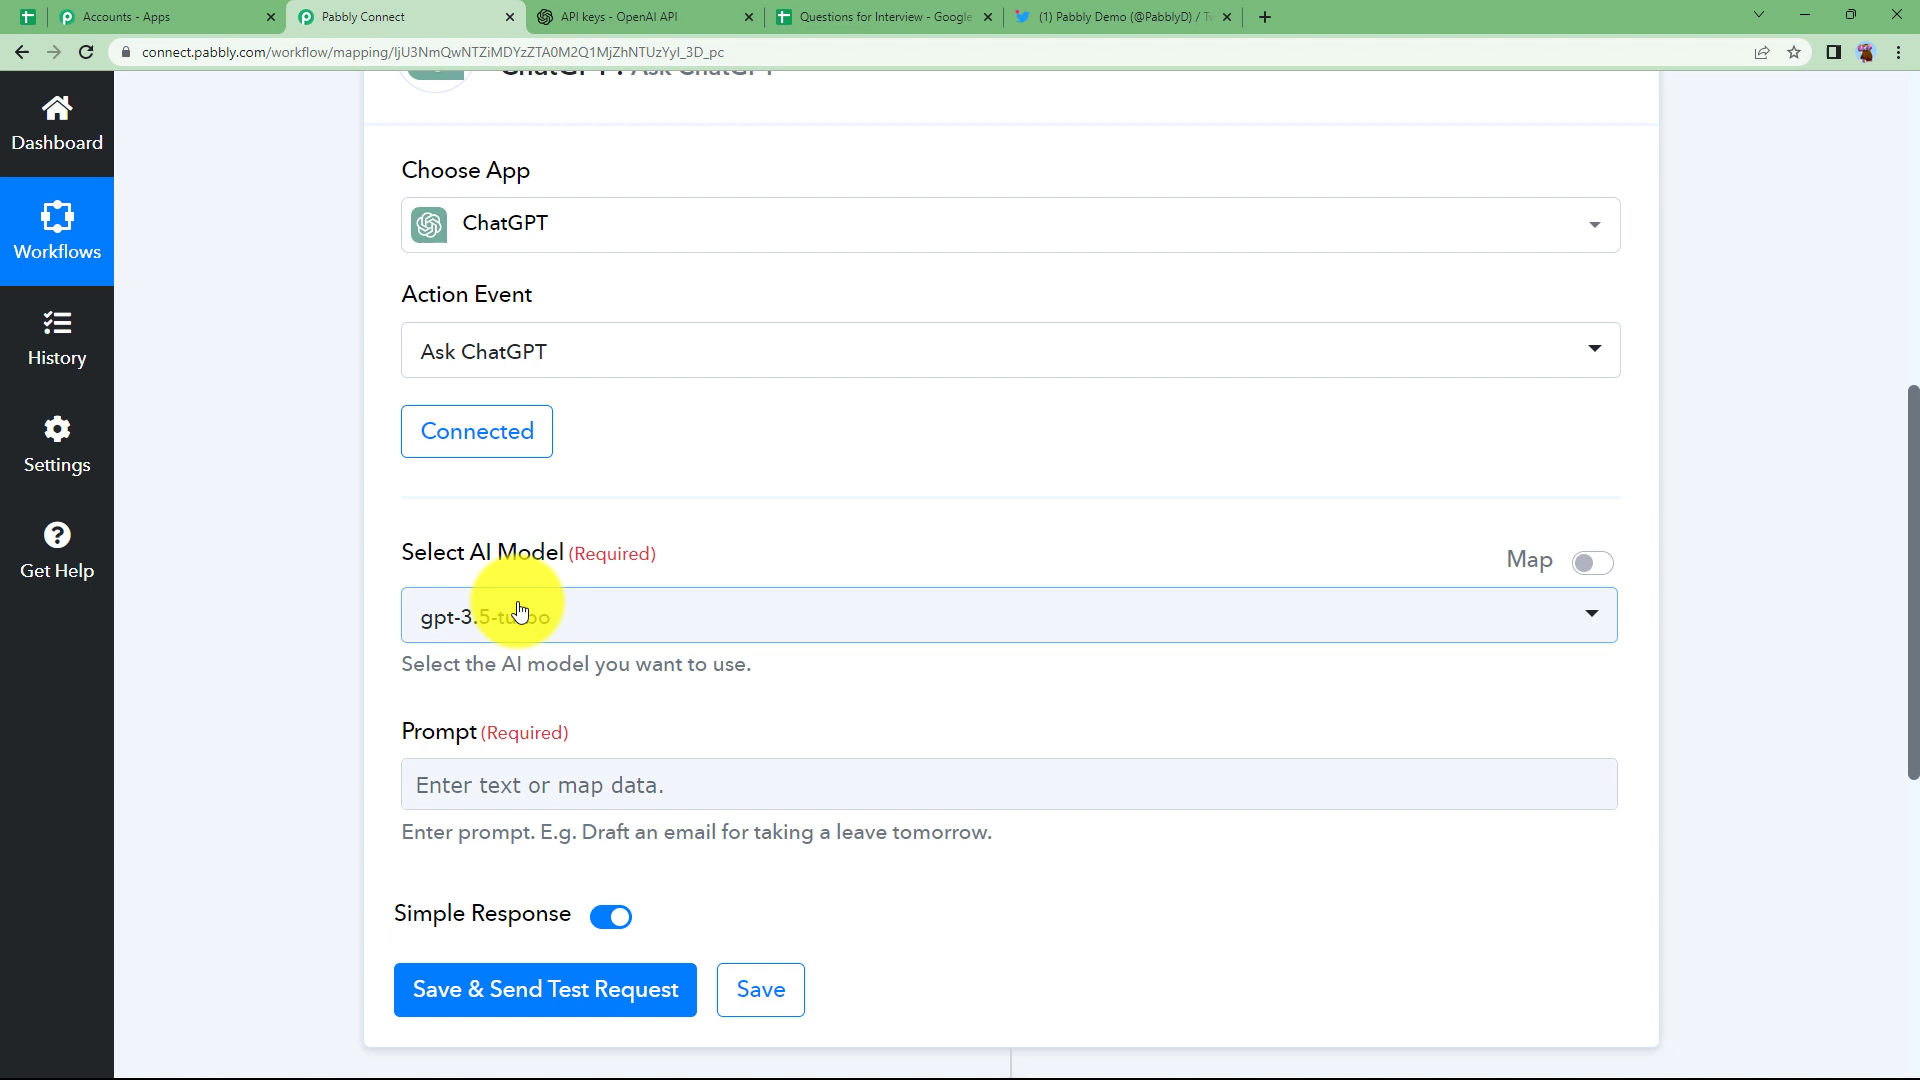 Accounts - Apps
Pabbly Connect
API keys - OpenAI API
Questions for Interview - Google
(1) Pabbly Demo (@PabblyD) / Tw
connect.pabbly.com/workflow/mapping/IjU3NmQwNTZiMDYzZTA0M2Q1MjZhNTUzYyI_3D_pc
ChatGPT : Ask ChatGPT
Dashboard
Workflows
History
Settings
Get Help
Choose App
ChatGPT
Action Event
Ask ChatGPT
Connected
Select AI Model (Required)
Map
gpt-3.5-turbo
Select the AI model you want to use.
Prompt (Required)
Enter text or map data.
Enter prompt. E.g. Draft an email for taking a leave tomorrow.
Simple Response
Save & Send Test Request
Save